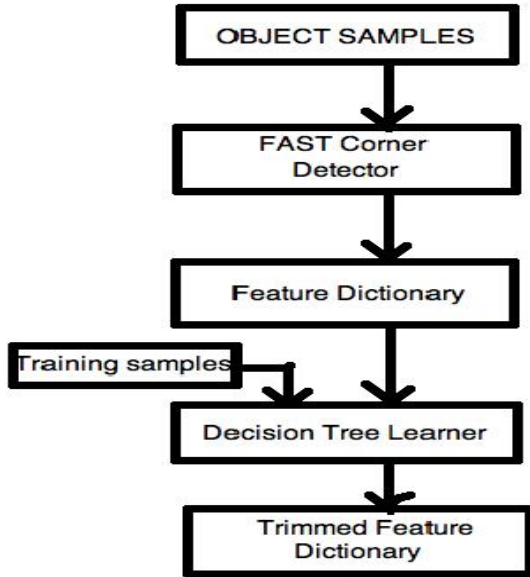 OBJECT SAMPLES
FAST Corner
Detector
Feature Dictionary
Training samples
Decision Tree Learner
Trimmed Feature
Dictionary